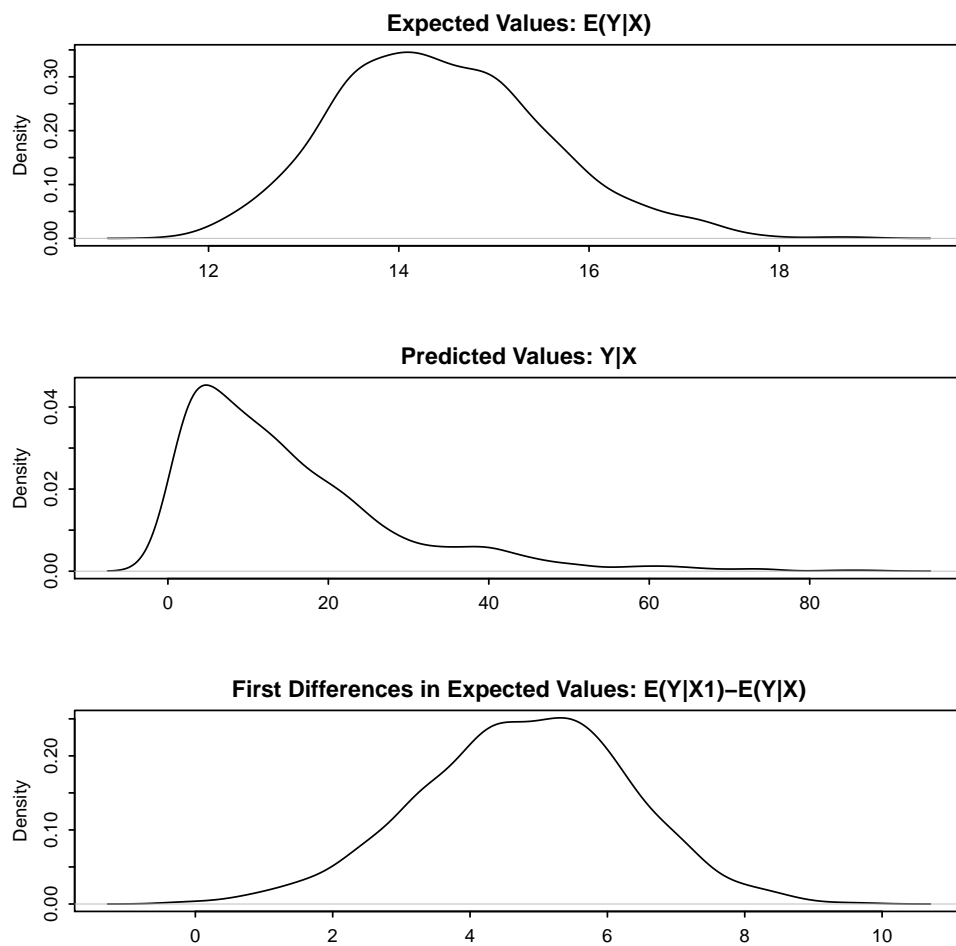 Expected Values: E(Y|X)
Density
0.00 0.10 0.20 0.30
12 14 16 18
Predicted Values: Y|X
Density
0.00 0.02 0.04
0 20 40 60 80
First Differences in Expected Values: E(Y|X1)−E(Y|X)
Density
0.00 0.10 0.20
0 2 4 6 8 10